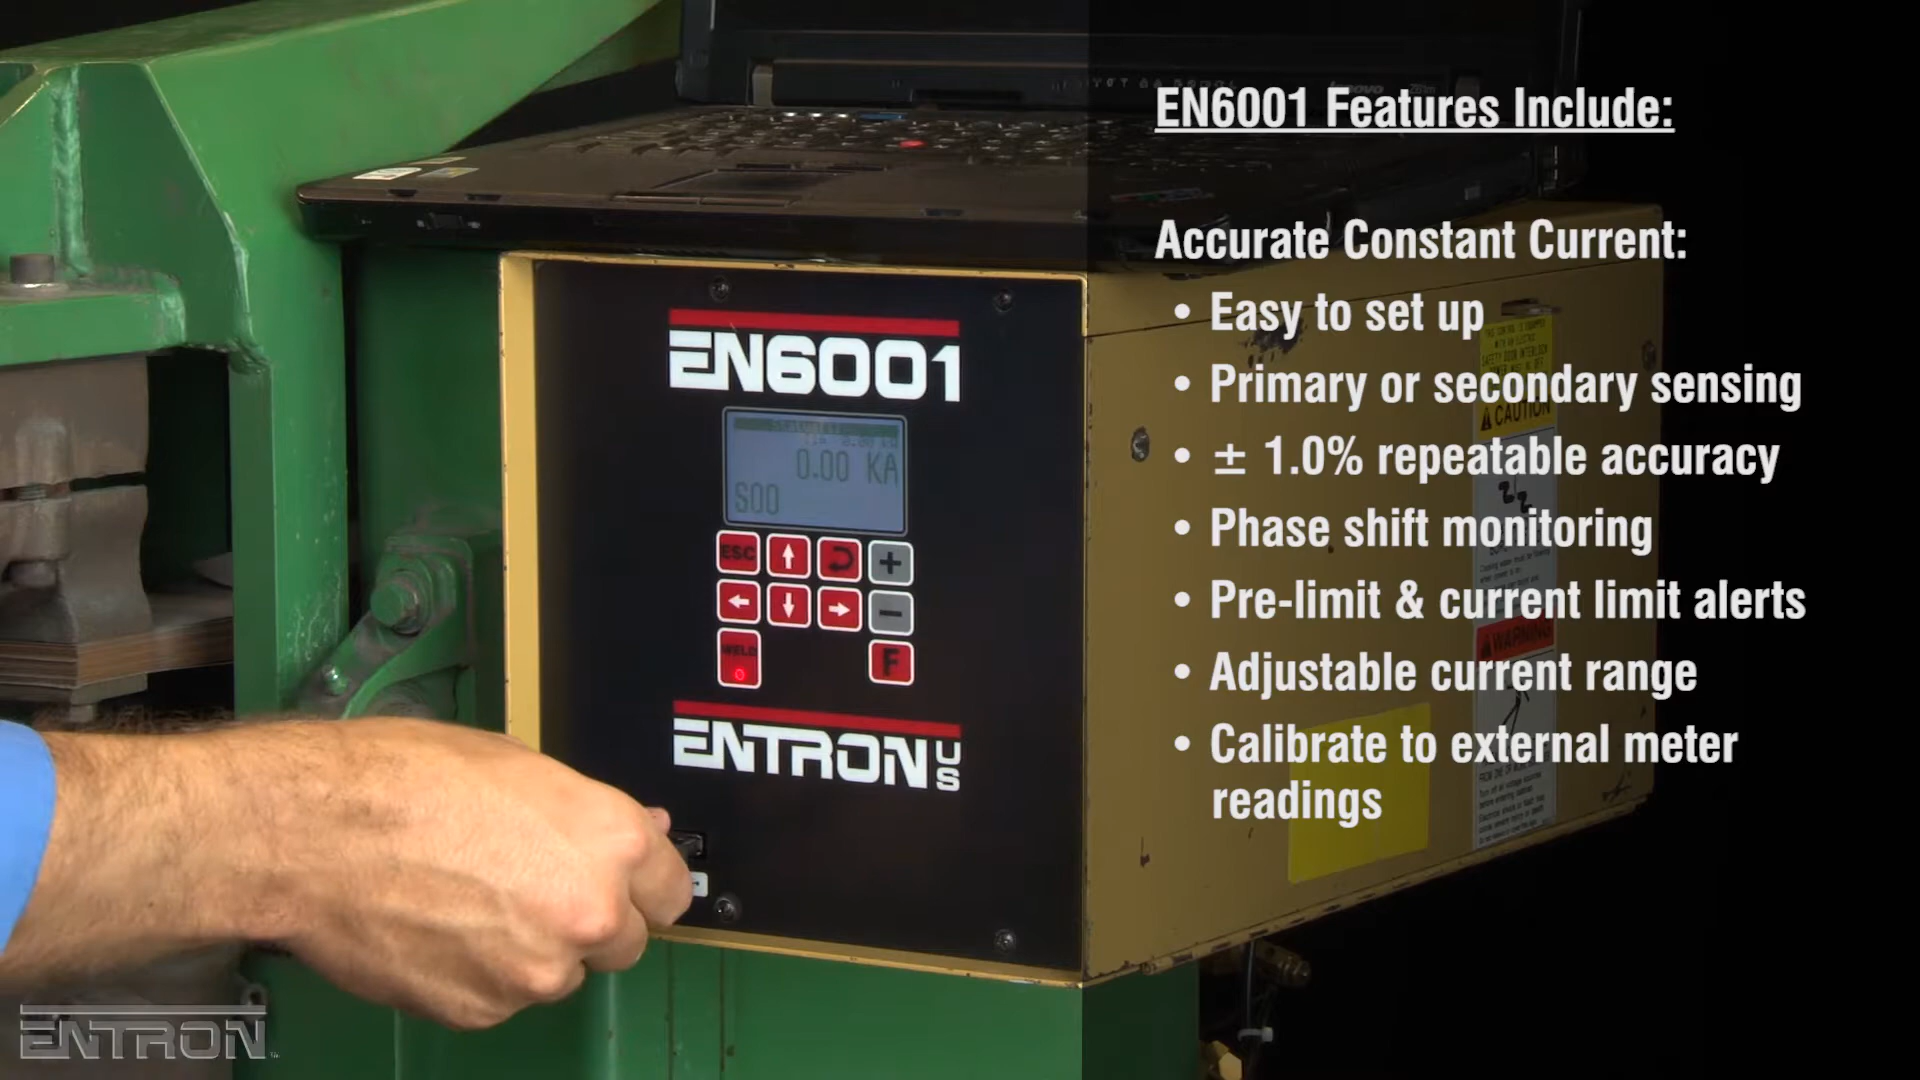 EN6001 Features Include:
Accurate Constant Current:
• Easy to set up
• Primary or secondary sensing
• ± 1.0% repeatable accuracy
• Phase shift monitoring
• Pre-limit & current limit alerts
• Adjustable current range
• Calibrate to external meter
readings
lenovo
EN6001
0.00 KA
S00
ESC
+
-
WELD
F
ENTRON US
CAUTION
WARNING
ENTRON